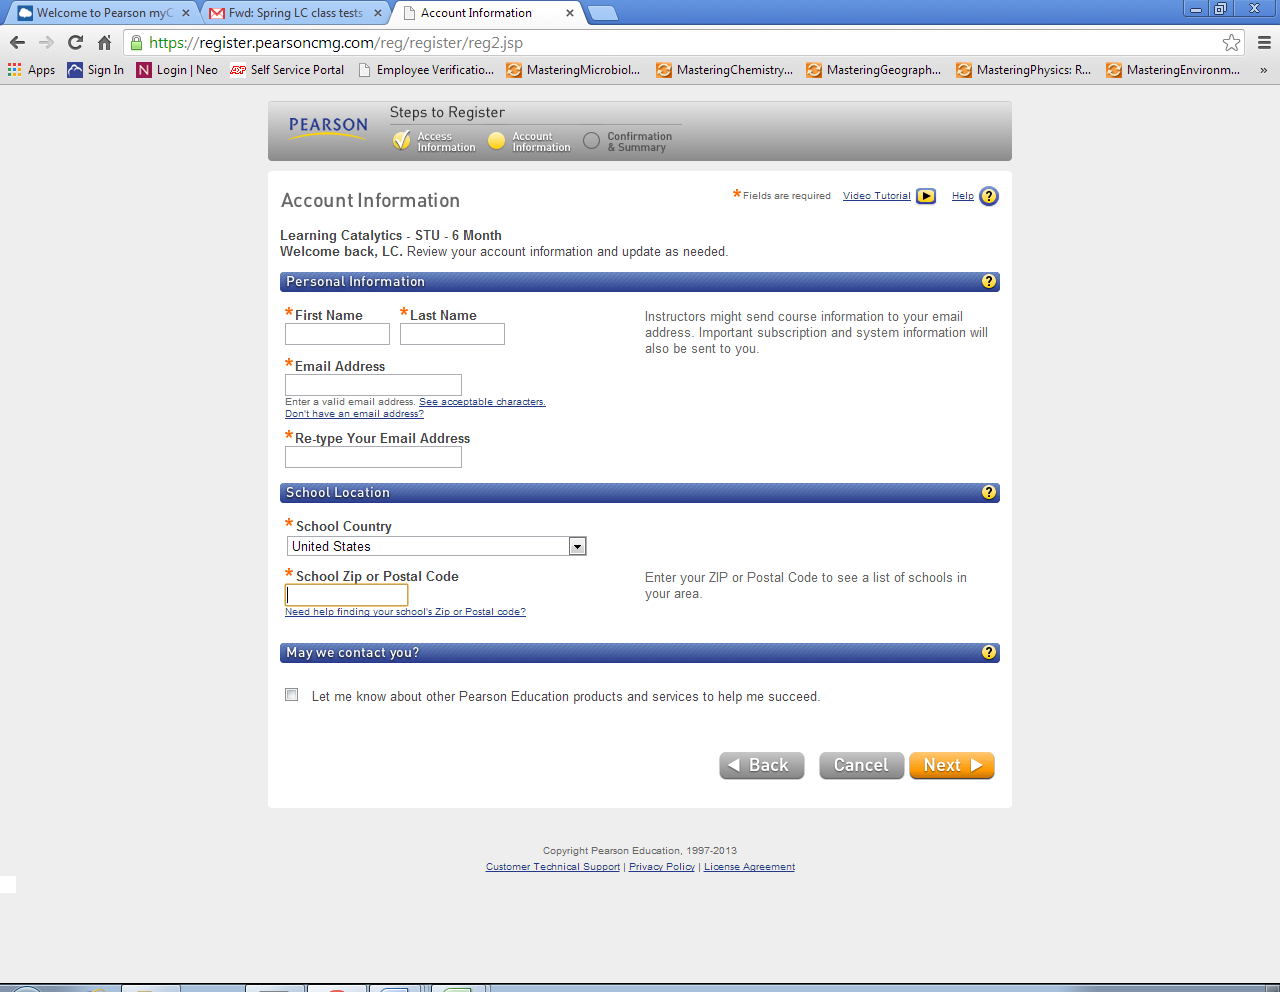 Welcome to Pearson myC
Fwd: Spring LC class tests
Account Information
https://register.pearsoncmg.com/reg/register/reg2.jsp
Apps
Sign In
Login | Neo
Self Service Portal
Employee Verificatio...
MasteringMicrobiol...
MasteringChemistry...
MasteringGeograph...
MasteringPhysics: R...
MasteringEnvironm...
»
PEARSON
Steps to Register
Access
Information
Account
Information
Confirmation
& Summary
Account Information
*Fields are required
Video Tutorial
Help
Learning Catalytics - STU - 6 Month
Welcome back, LC. Review your account information and update as needed.
Personal Information
*First Name
*Last Name
Instructors might send course information to your email
address. Important subscription and system information will
also be sent to you.
*Email Address
Enter a valid email address. See acceptable characters.
Don't have an email address?
*Re-type Your Email Address
School Location
*School Country
United States
*School Zip or Postal Code
Enter your ZIP or Postal Code to see a list of schools in
your area.
Need help finding your school's Zip or Postal code?
May we contact you?
Let me know about other Pearson Education products and services to help me succeed.
Back
Cancel
Next
Copyright Pearson Education, 1997-2013
Customer Technical Support | Privacy Policy | License Agreement